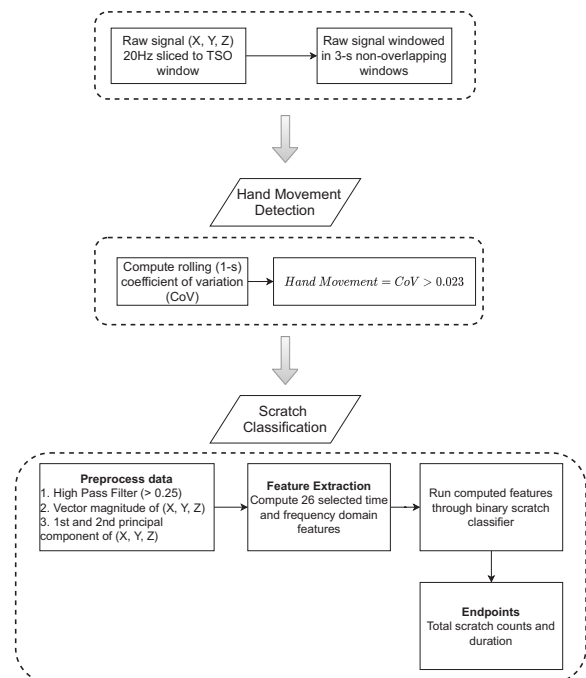 Raw signal (X, Y, Z)
20Hz sliced to TSO
window
Raw signal windowed
in 3-s non-overlapping
windows
Hand Movement
Detection
Compute rolling (1-s)
coefficient of variation
(CoV)
Hand Movement = CoV > 0.023
Scratch
Classification
Preprocess data
1. High Pass Filter (> 0.25)
2. Vector magnitude of (X, Y, Z)
3. 1st and 2nd principal
component of (X, Y, Z)
Feature Extraction
Compute 26 selected time
and frequency domain
features
Run computed features
through binary scratch
classifier
Endpoints
Total scratch counts and
duration